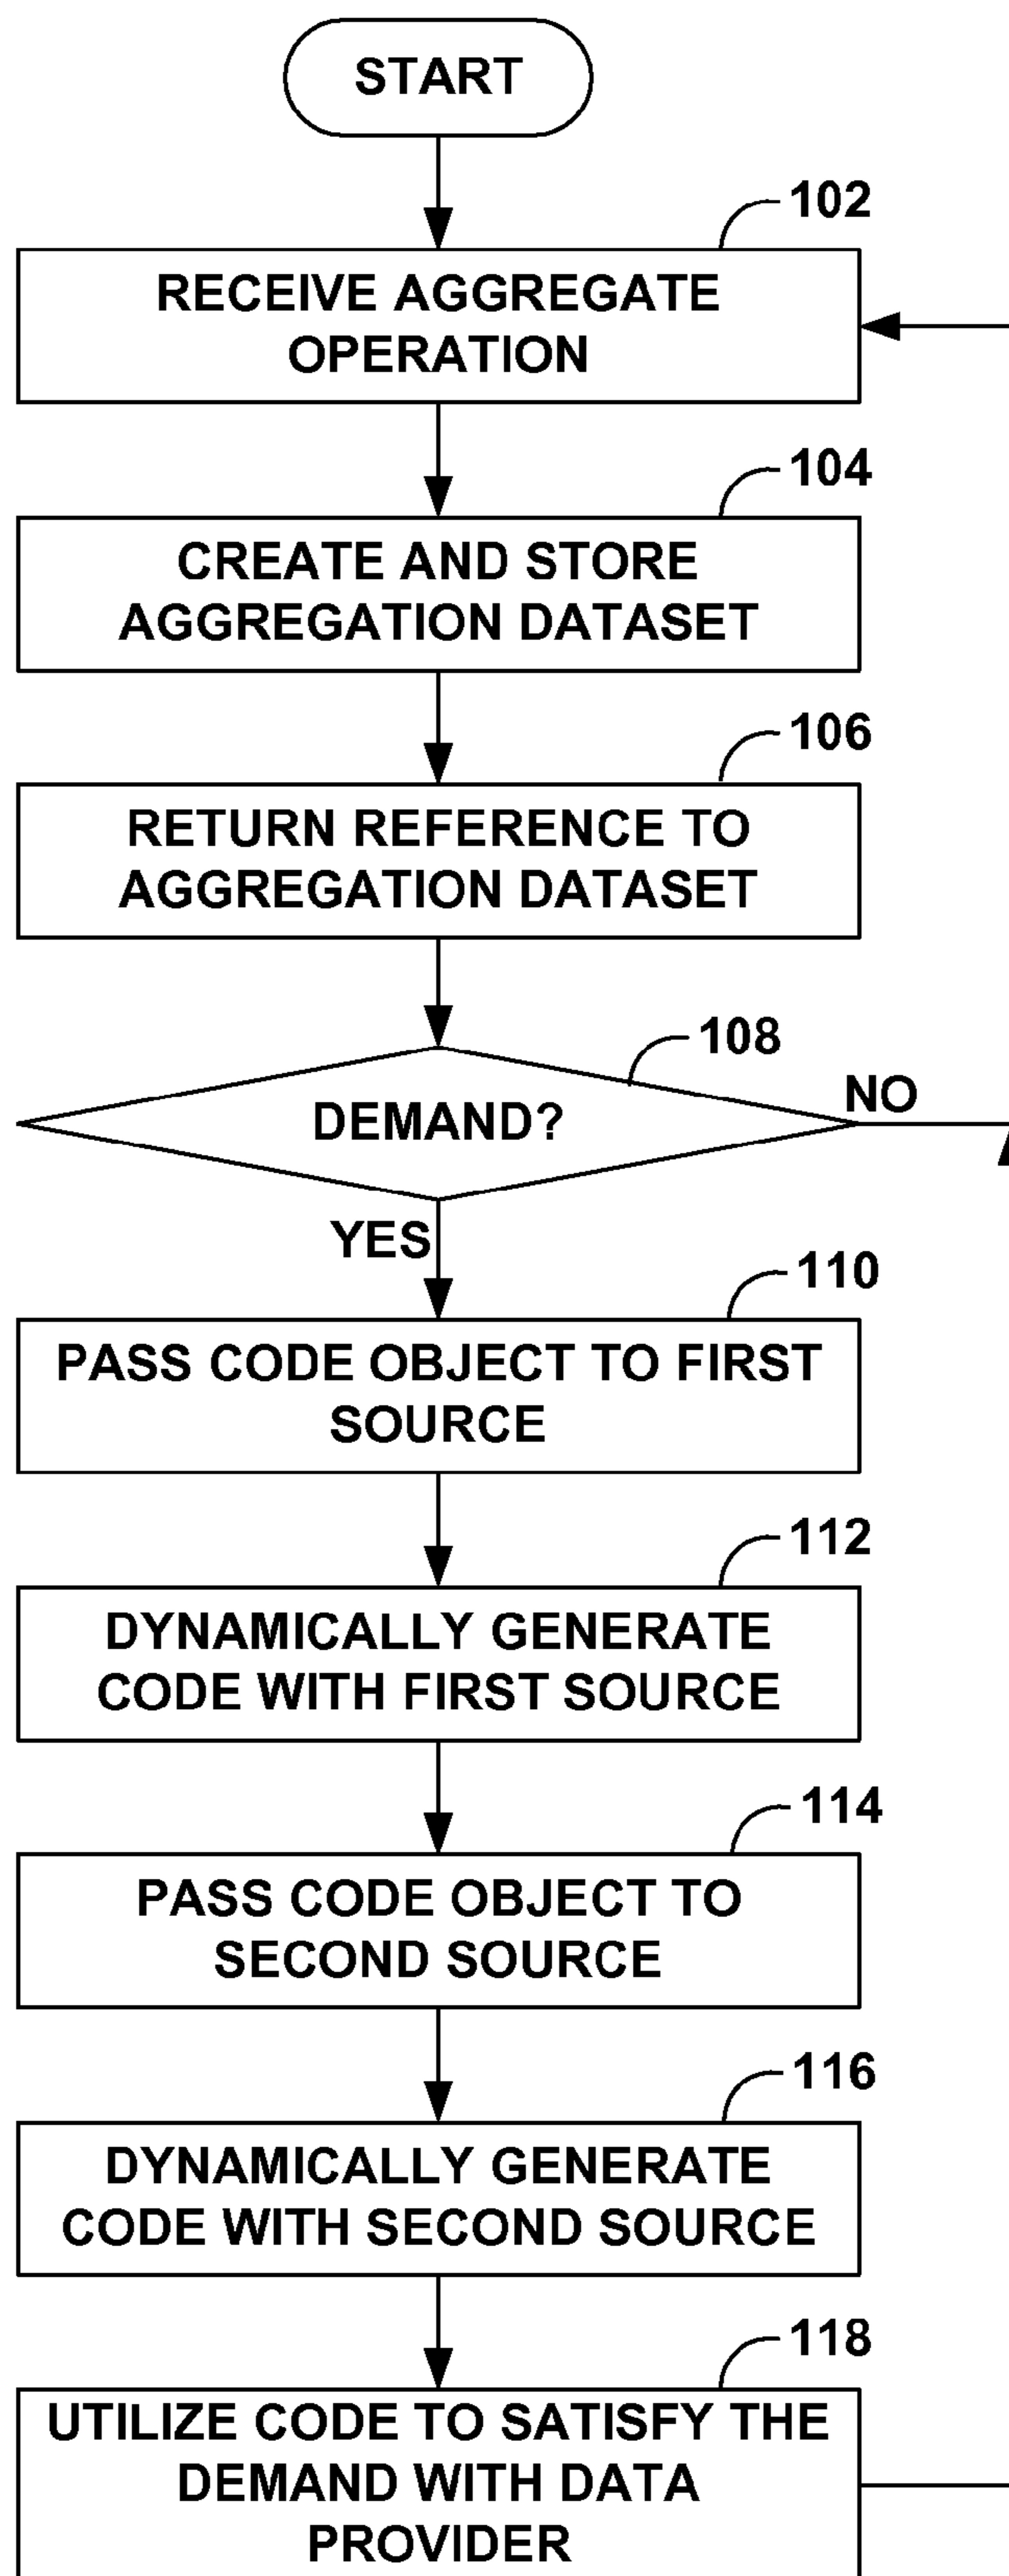 START
102
RECEIVE AGGREGATE
OPERATION
104
CREATE AND STORE
AGGREGATION DATASET
106
RETURN REFERENCE TO
AGGREGATION DATASET
108
DEMAND?
NO
YES
110
PASS CODE OBJECT TO FIRST
SOURCE
112
DYNAMICALLY GENERATE
CODE WITH FIRST SOURCE
114
PASS CODE OBJECT TO
SECOND SOURCE
116
DYNAMICALLY GENERATE
CODE WITH SECOND SOURCE
118
UTILIZE CODE TO SATISFY THE
DEMAND WITH DATA
PROVIDER